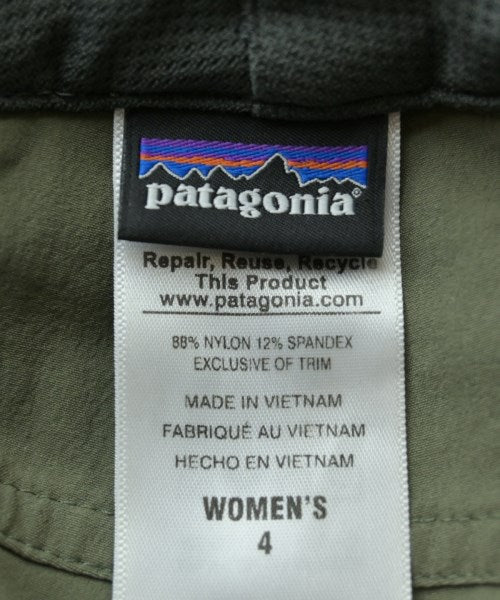 patagonia®
Repair, Reuse, Recycle
This Product
www.patagonia.com
88% NYLON 12% SPANDEX
EXCLUSIVE OF TRIM
MADE IN VIETNAM
FABRIQUÉ AU VIETNAM
HECHO EN VIETNAM
WOMEN'S
4